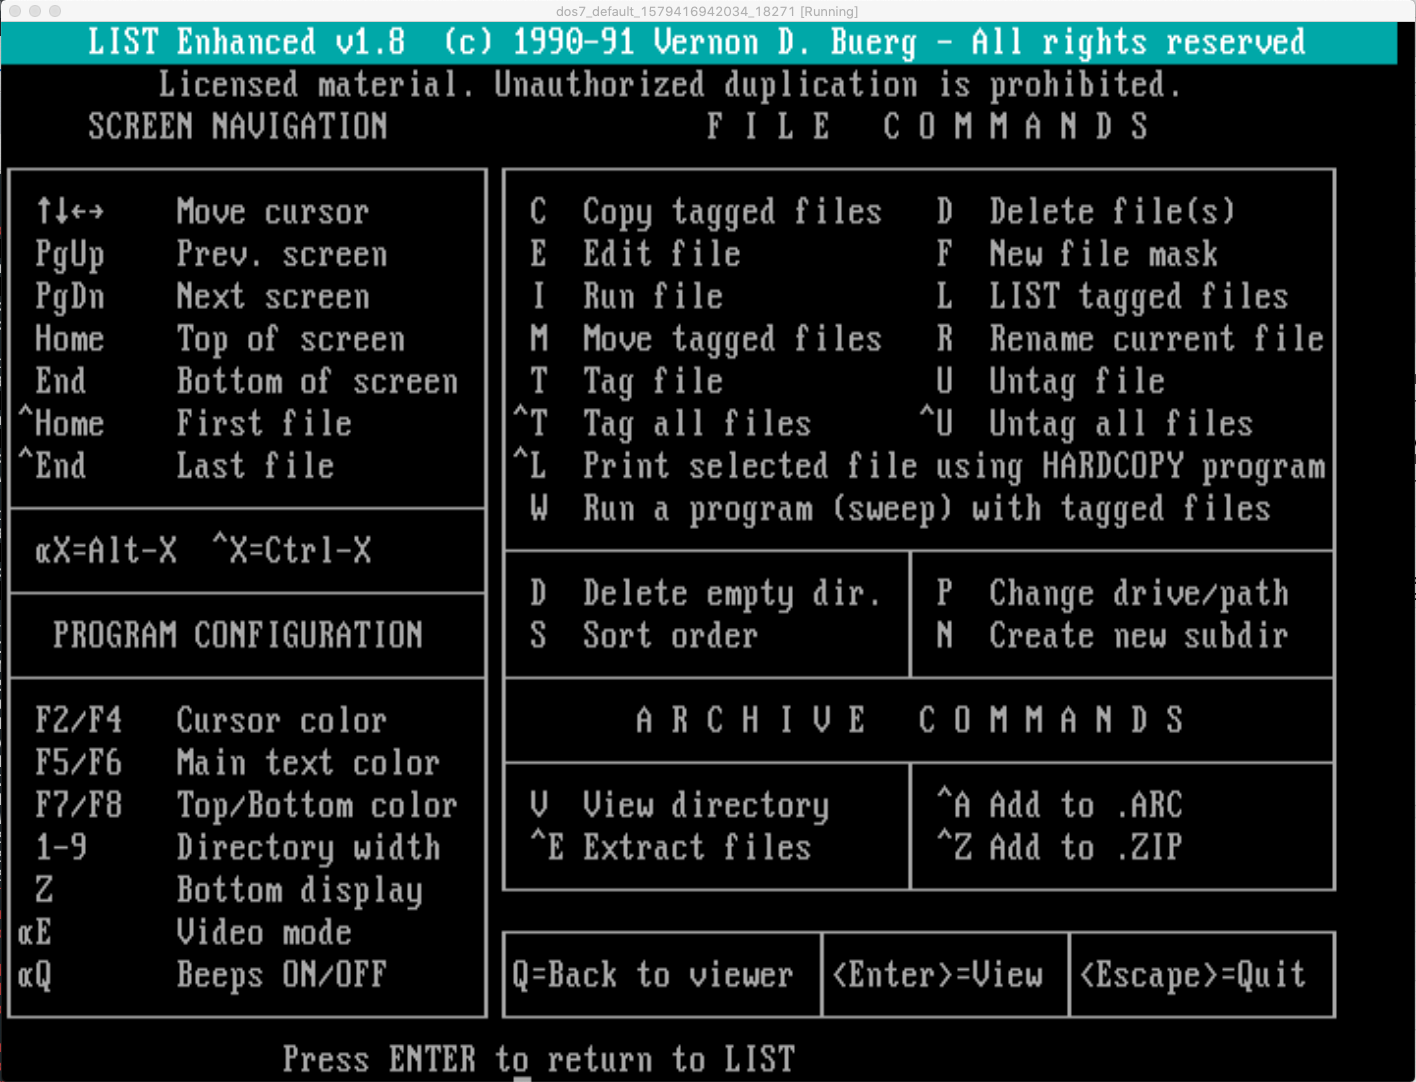 dos7_default_1579416942034_18271 [Running]
LIST Enhanced v1.8 (c) 1990-91 Vernon D. Buerg - All rights reserved
Licensed material. Unauthorized duplication is prohibited.
SCREEN NAVIGATION
↑↓←→ Move cursor
PgUp Prev. screen
PgDn Next screen
Home Top of screen
End Bottom of screen
^Home First file
^End Last file
αX=Alt-X ^X=Ctrl-X
PROGRAM CONFIGURATION
F2/F4 Cursor color
F5/F6 Main text color
F7/F8 Top/Bottom color
1-9 Directory width
Z Bottom display
αE Video mode
αQ Beeps ON/OFF
F I L E C O M M A N D S
C Copy tagged files D Delete file(s)
E Edit file F New file mask
I Run file L LIST tagged files
M Move tagged files R Rename current file
T Tag file U Untag file
^T Tag all files ^U Untag all files
^L Print selected file using HARDCOPY program
W Run a program (sweep) with tagged files
D Delete empty dir. P Change drive/path
S Sort order N Create new subdir
A R C H I V E C O M M A N D S
V View directory ^A Add to .ARC
^E Extract files ^Z Add to .ZIP
Q=Back to viewer <Enter>=View <Escape>=Quit
Press ENTER to return to LIST